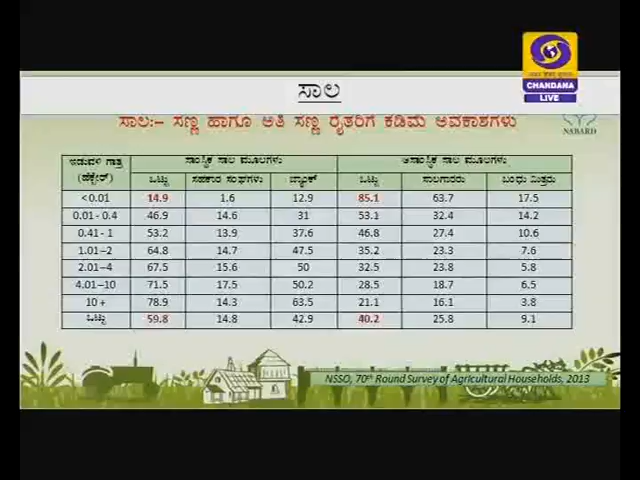 CHANDANA
LIVE
ಸಾಲ
ಸಾಲ:– ಸಣ್ಣ ಹಾಗೂ ಅತಿ ಸಣ್ಣ ರೈತರಿಗೆ ಕಡಿಮೆ ಅವಕಾಶಗಳು
NABARD
ಇಡುವಳಿ ಗಾತ್ರ (ಹೆಕ್ಟೇರ್) ಸಾಂಸ್ಥಿಕ ಸಾಲ ಮೂಲಗಳು ಅಸಾಂಸ್ಥಿಕ ಸಾಲ ಮೂಲಗಳು
ಒಟ್ಟು ಸಹಕಾರ ಸಂಘಗಳು ಬ್ಯಾಂಕ್ ಒಟ್ಟು ಸಾಲಗಾರರು ಬಂಧು ಮಿತ್ರರು
<0.01 14.9 1.6 12.9 85.1 63.7 17.5
0.01 - 0.4 46.9 14.6 31 53.1 32.4 14.2
0.41 - 1 53.2 13.9 37.6 46.8 27.4 10.6
1.01–2 64.8 14.7 47.5 35.2 23.3 7.6
2.01–4 67.5 15.6 50 32.5 23.8 5.8
4.01–10 71.5 17.5 50.2 28.5 18.7 6.5
10 + 78.9 14.3 63.5 21.1 16.1 3.8
ಒಟ್ಟು 59.8 14.8 42.9 40.2 25.8 9.1
NSSO, 70th Round Survey of Agricultural Households, 2013